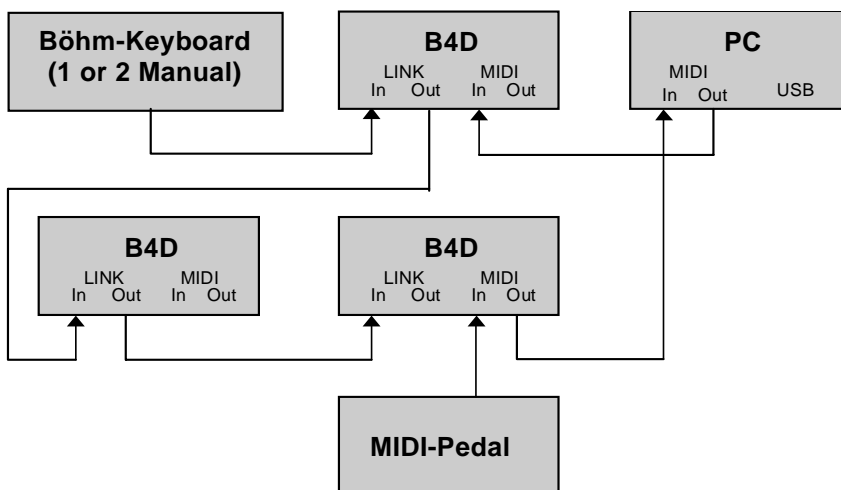 Böhm-Keyboard
(1 or 2 Manual)
B4D
LINK MIDI
In Out In Out
PC
MIDI
In Out USB
B4D
LINK MIDI
In Out In Out
B4D
LINK MIDI
In Out In Out
MIDI-Pedal